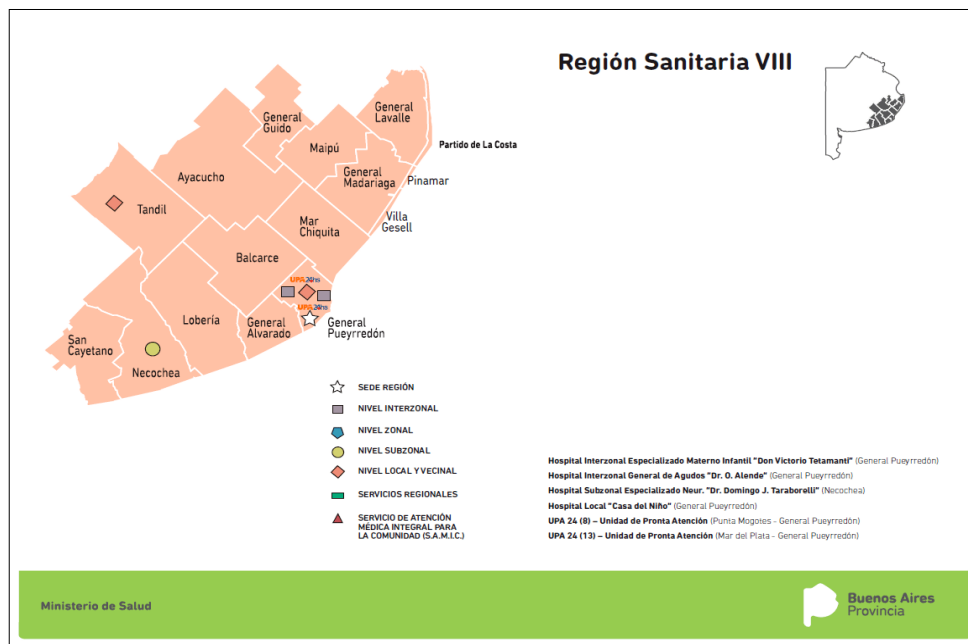 Región Sanitaria VIII
General
Lavalle
General
Guido
Partido de La Costa
Maipú
General
Madariaga
Pinamar
Ayacucho
Tandil
Villa
Gesell
Mar
Chiquita
Balcarce
UPA24hs
UPA24hs
Lobería
General
Alvarado
General
Pueyrredón
San
Cayetano
Necochea
SEDE REGIÓN
NIVEL INTERZONAL
NIVEL ZONAL
NIVEL SUBZONAL
NIVEL LOCAL Y VECINAL
SERVICIOS REGIONALES
SERVICIO DE ATENCIÓN
MÉDICA INTEGRAL PARA
LA COMUNIDAD (S.A.M.I.C.)
Hospital Interzonal Especializado Materno Infantil "Don Victorio Tetamanti" (General Pueyrredón)
Hospital Interzonal General de Agudos "Dr. O. Alende" (General Pueyrredón)
Hospital Subzonal Especializado Neur. "Dr. Domingo J. Taraborelli" (Necochea)
Hospital Local "Casa del Niño" (General Pueyrredón)
UPA 24 (8) – Unidad de Pronta Atención (Punta Mogotes - General Pueyrredón)
UPA 24 (13) – Unidad de Pronta Atención (Mar del Plata - General Pueyrredón)
Ministerio de Salud
Buenos Aires
Provincia